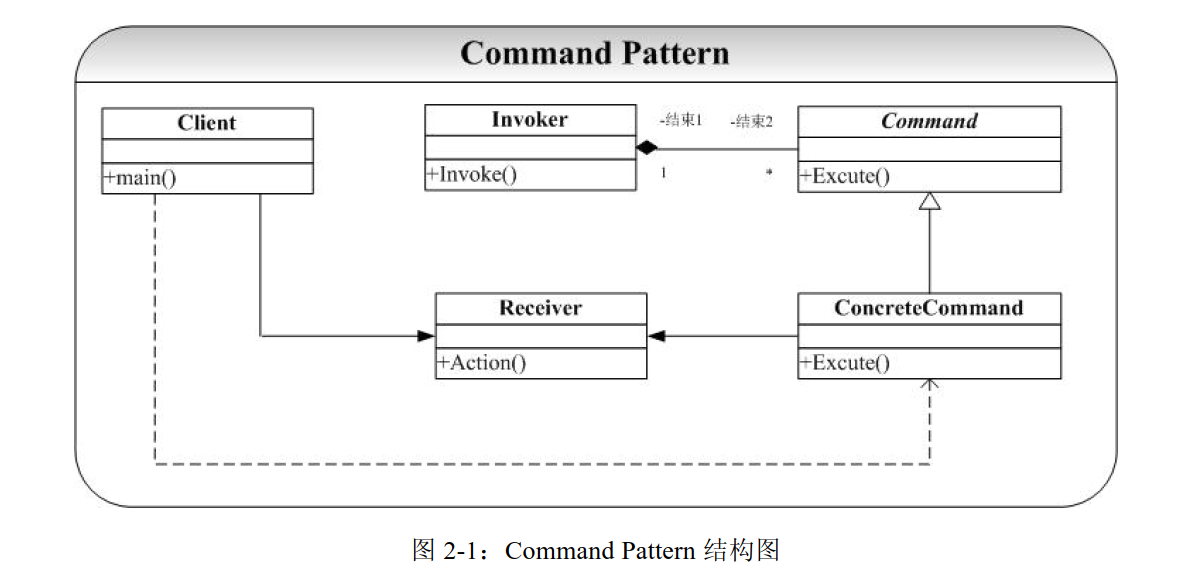 Command Pattern
Client
+main()
Invoker
+Invoke()
-结束1
-结束2
1
*
Command
+Excute()
Receiver
+Action()
ConcreteCommand
+Excute()
图 2-1：Command Pattern 结构图